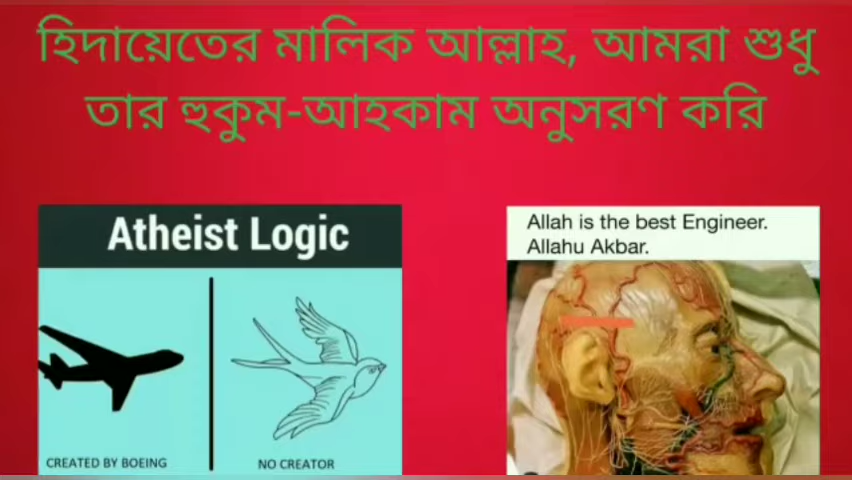 হিদায়েতের মালিক আল্লাহ, আমরা শুধু
তার হুকুম-আহকাম অনুসরণ করি
Atheist Logic
CREATED BY BOEING
NO CREATOR
Allah is the best Engineer.
Allahu Akbar.